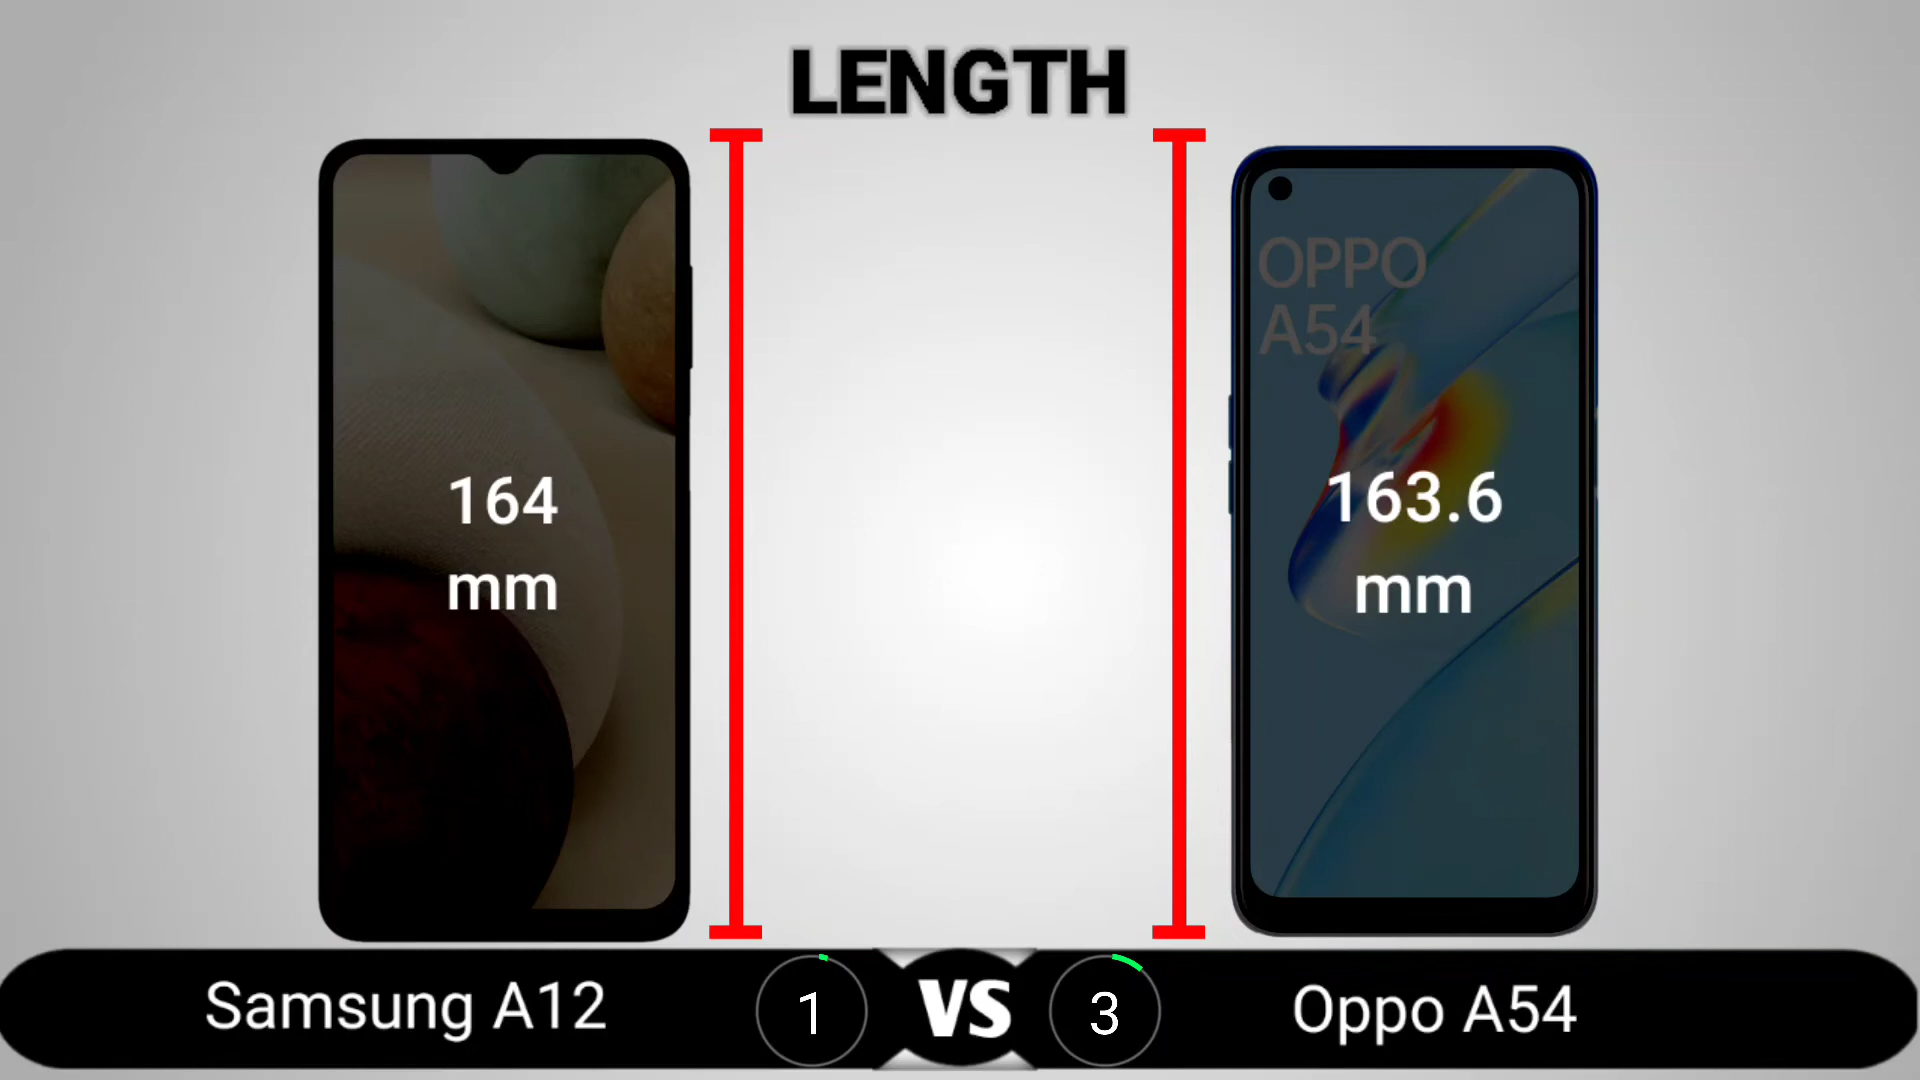 LENGTH
OPPO
A54
164
mm
163.6
mm
Samsung A12
1
VS
3
Oppo A54